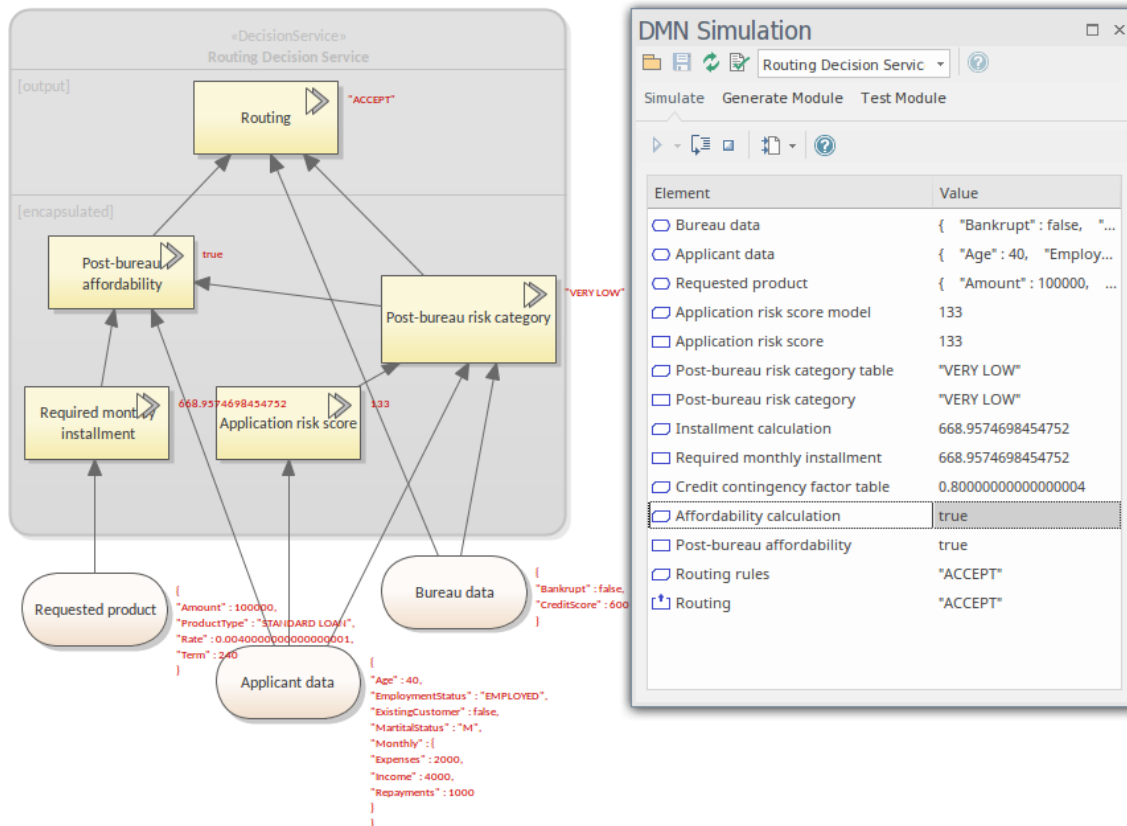 «DecisionService»
Routing Decision Service
[output]
Routing
"ACCEPT"
[encapsulated]
Post-bureau
affordability
true
Post-bureau risk category
"VERY LOW"
Required monthly
installment
668.9574698454752
Application risk score
133
Requested product
{
"Amount" : 100000,
"ProductType" : "STANDARD LOAN",
"Rate" : 0.0040000000000000001,
"Term" : 240
}
Bureau data
{
"Bankrupt" : false,
"CreditScore" : 600
}
Applicant data
{
"Age" : 40,
"EmploymentStatus" : "EMPLOYED",
"ExistingCustomer" : false,
"MartitalStatus" : "M",
"Monthly" : {
"Expenses" : 2000,
"Income" : 4000,
"Repayments" : 1000
}
}
DMN Simulation
Routing Decision Servic
Simulate Generate Module Test Module
Element Value
Bureau data { "Bankrupt" : false, "...
Applicant data { "Age" : 40, "Employ...
Requested product { "Amount" : 100000, ...
Application risk score model 133
Application risk score 133
Post-bureau risk category table "VERY LOW"
Post-bureau risk category "VERY LOW"
Installment calculation 668.9574698454752
Required monthly installment 668.9574698454752
Credit contingency factor table 0.80000000000000004
Affordability calculation true
Post-bureau affordability true
Routing rules "ACCEPT"
Routing "ACCEPT"